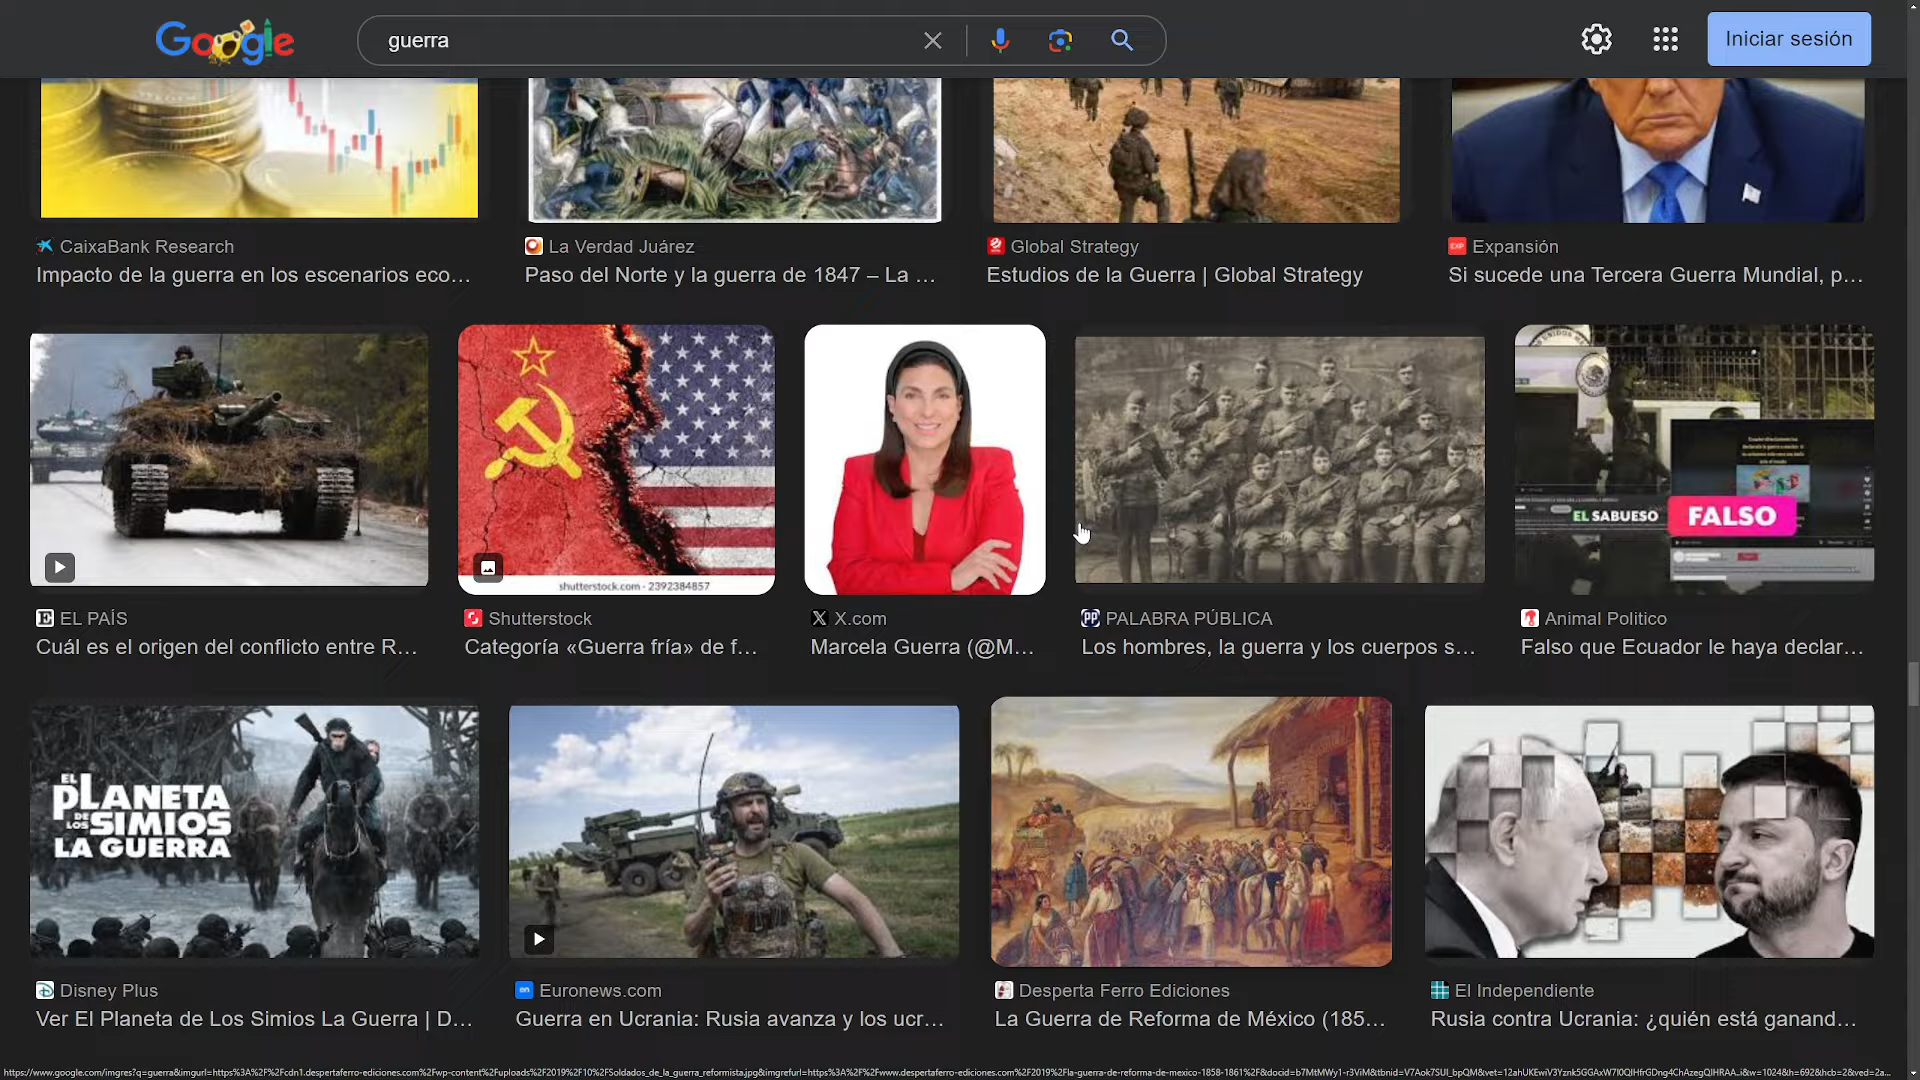 Google
guerra
Iniciar sesión
CaixaBank Research
Impacto de la guerra en los escenarios eco...
La Verdad Juárez
Paso del Norte y la guerra de 1847 – La ...
Global Strategy
Estudios de la Guerra | Global Strategy
EXP
Expansión
Si sucede una Tercera Guerra Mundial, p...
shutterstock.com · 2392384857
EL SABUESO
FALSO
EL PAÍS
Cuál es el origen del conflicto entre R...
Shutterstock
Categoría «Guerra fría» de f...
X.com
Marcela Guerra (@M...
PP
PALABRA PÚBLICA
Los hombres, la guerra y los cuerpos s...
Animal Politico
Falso que Ecuador le haya declar...
EL
PLANETA
DE LOS
SIMIOS
LA GUERRA
Disney Plus
Ver El Planeta de Los Simios La Guerra | D...
en
Euronews.com
Guerra en Ucrania: Rusia avanza y los ucr...
Desperta Ferro Ediciones
La Guerra de Reforma de México (185...
El Independiente
Rusia contra Ucrania: ¿quién está ganand...